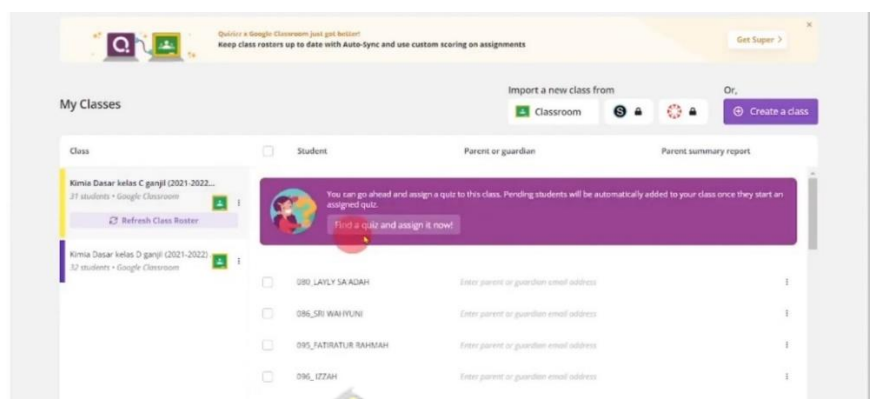 Quizizz x Google Classroom just got better!
Keep class rosters up to date with Auto-Sync and use custom scoring on assignments
Get Super >
My Classes
Import a new class from
Or,
Classroom
Create a class
Class
Student
Parent or guardian
Parent summary report
Kimia Dasar kelas C ganjil (2021-2022...
31 students • Google Classroom
Refresh Class Roster
You can go ahead and assign a quiz to this class. Pending students will be automatically added to your class once they start an
assigned quiz.
Find a quiz and assign it now!
Kimia Dasar kelas D ganjil (2021-2022)
32 students • Google Classroom
080_LAYLY SA'ADAH
Enter parent or guardian email address
086_SRI WAHYUNI
Enter parent or guardian email address
095_FATIRATUR RAHMAH
Enter parent or guardian email address
096_IZZAH
Enter parent or guardian email address